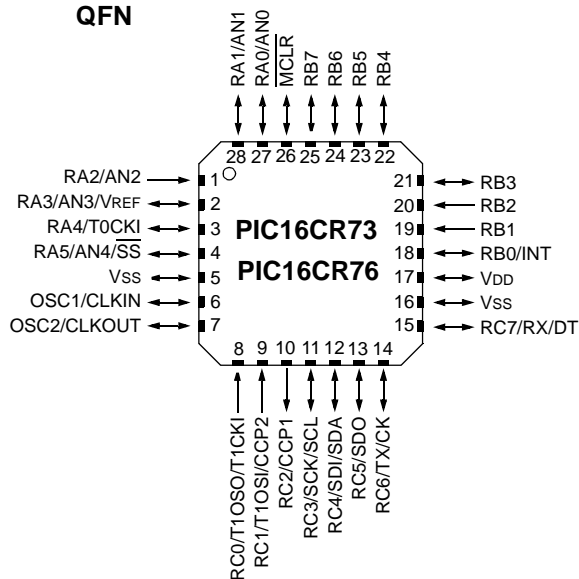 QFN
RA1/AN1
RA0/AN0
MCLR
RB7
RB6
RB5
RB4
28 27 26 25 24 23 22
RA2/AN2 1
RA3/AN3/VREF 2
RA4/T0CKI 3
RA5/AN4/SS 4
VSS 5
OSC1/CLKIN 6
OSC2/CLKOUT 7
PIC16CR73
PIC16CR76
21 RB3
20 RB2
19 RB1
18 RB0/INT
17 VDD
16 VSS
15 RC7/RX/DT
8 9 10 11 12 13 14
RC0/T1OSO/T1CKI
RC1/T1OSI/CCP2
RC2/CCP1
RC3/SCK/SCL
RC4/SDI/SDA
RC5/SDO
RC6/TX/CK